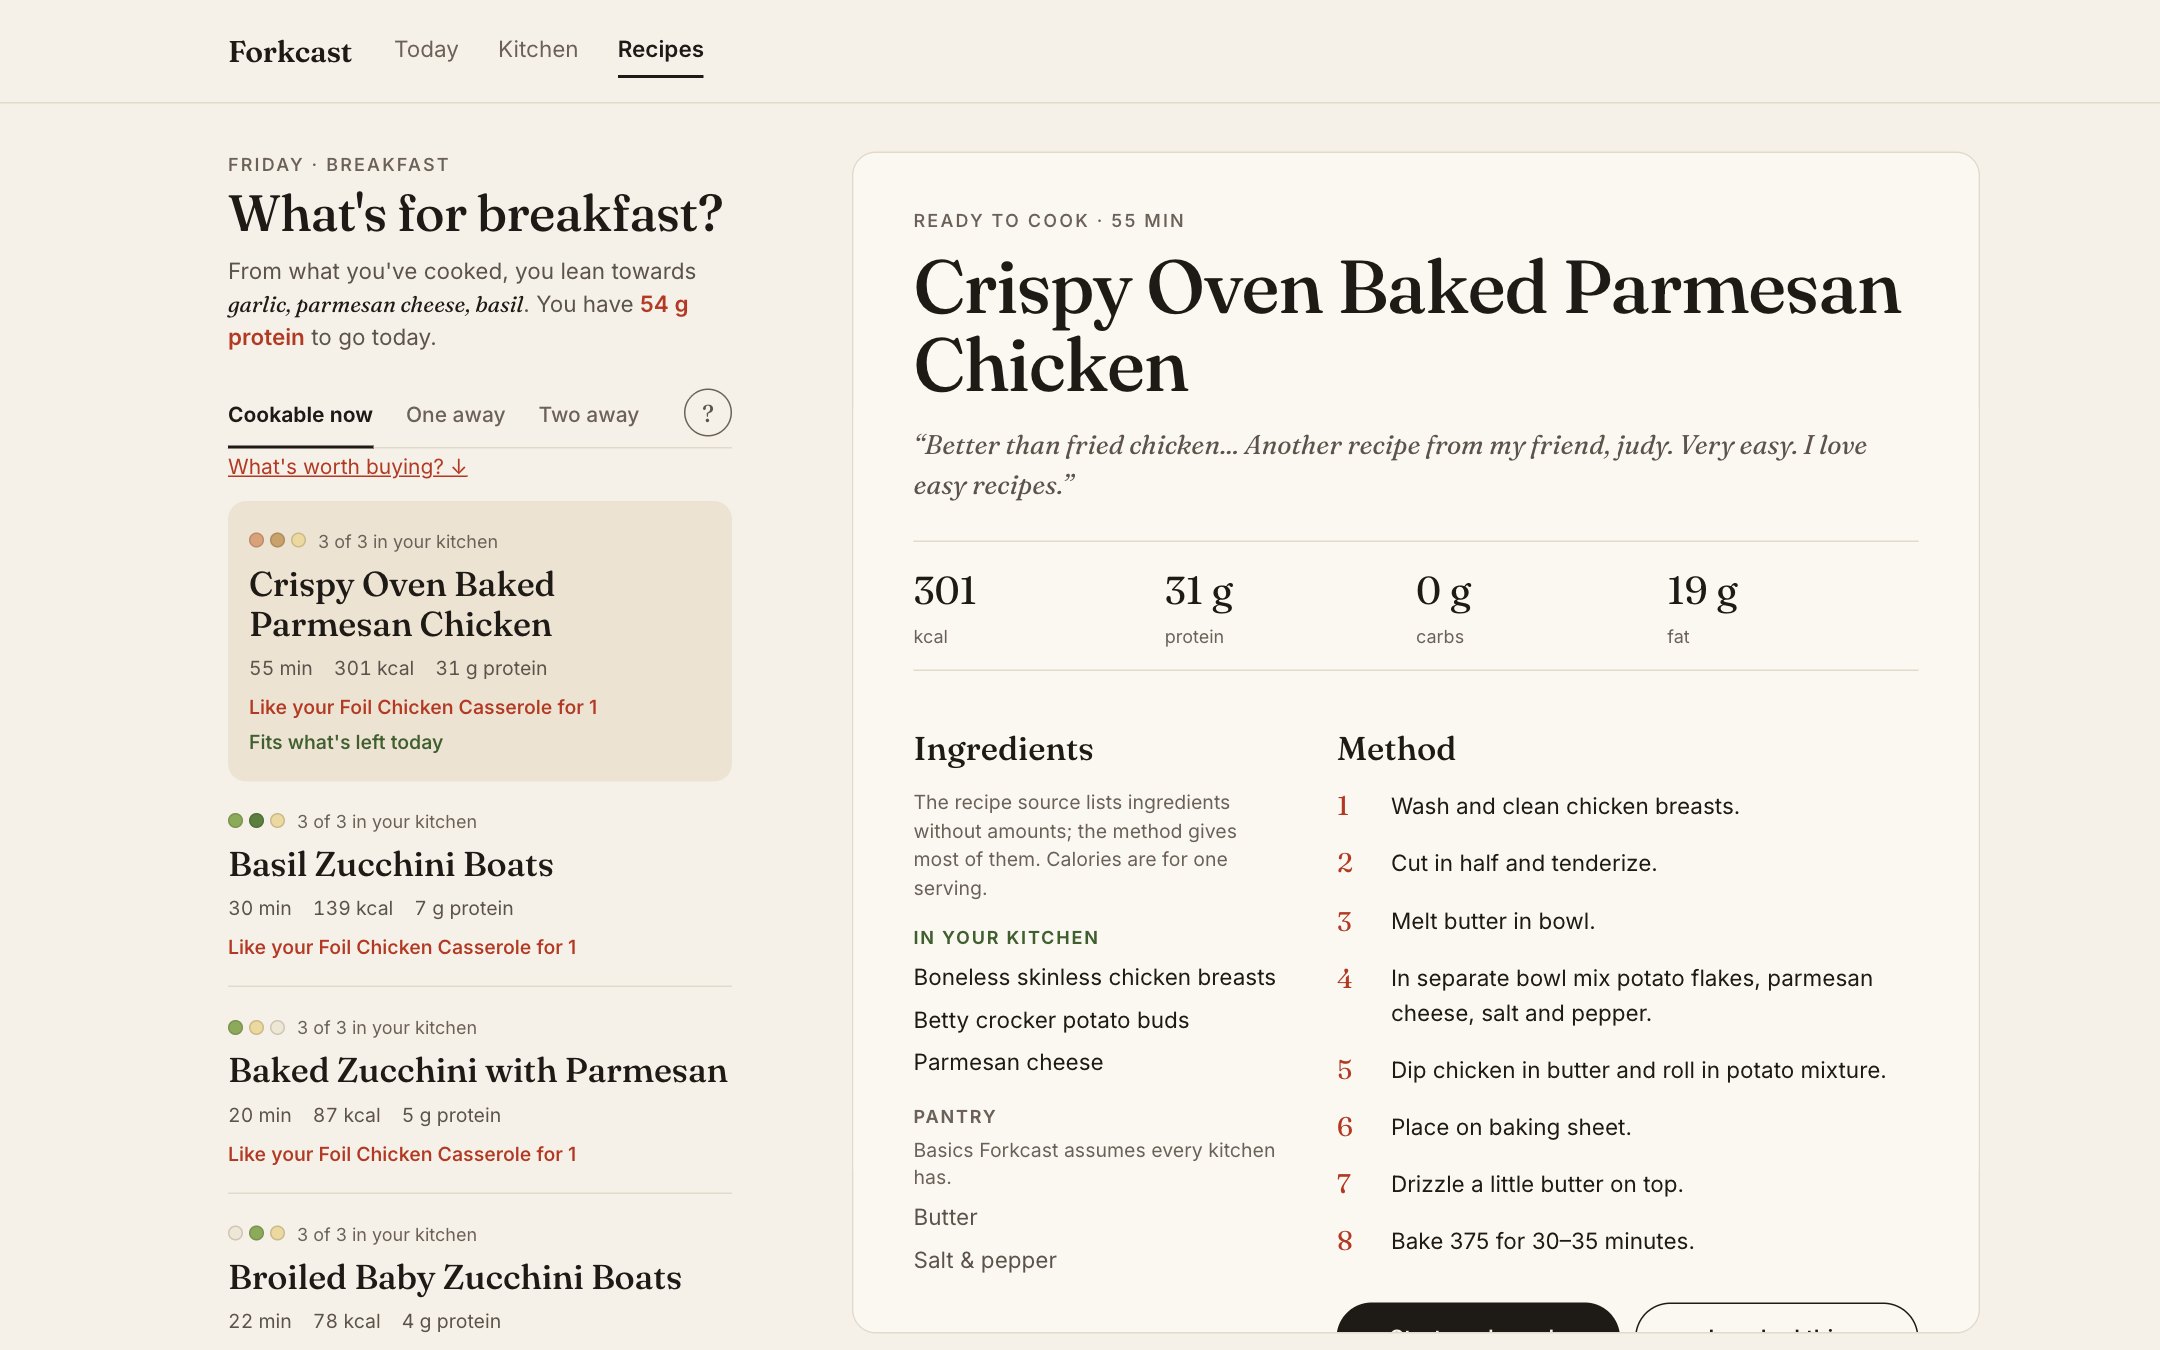 Forkcast
Today
Kitchen
Recipes
FRIDAY · BREAKFAST
What's for breakfast?
From what you've cooked, you lean towards
garlic, parmesan cheese, basil. You have 54 g
protein to go today.
Cookable now
One away
Two away
?
What's worth buying? ↓
3 of 3 in your kitchen
Crispy Oven Baked
Parmesan Chicken
55 min 301 kcal 31 g protein
Like your Foil Chicken Casserole for 1
Fits what's left today
3 of 3 in your kitchen
Basil Zucchini Boats
30 min 139 kcal 7 g protein
Like your Foil Chicken Casserole for 1
3 of 3 in your kitchen
Baked Zucchini with Parmesan
20 min 87 kcal 5 g protein
Like your Foil Chicken Casserole for 1
3 of 3 in your kitchen
Broiled Baby Zucchini Boats
22 min 78 kcal 4 g protein
READY TO COOK · 55 MIN
Crispy Oven Baked Parmesan
Chicken
“Better than fried chicken... Another recipe from my friend, judy. Very easy. I love
easy recipes.”
301
kcal
31 g
protein
0 g
carbs
19 g
fat
Ingredients
The recipe source lists ingredients
without amounts; the method gives
most of them. Calories are for one
serving.
IN YOUR KITCHEN
Boneless skinless chicken breasts
Betty crocker potato buds
Parmesan cheese
PANTRY
Basics Forkcast assumes every kitchen
has.
Butter
Salt & pepper
Method
1 Wash and clean chicken breasts.
2 Cut in half and tenderize.
3 Melt butter in bowl.
4 In separate bowl mix potato flakes, parmesan
cheese, salt and pepper.
5 Dip chicken in butter and roll in potato mixture.
6 Place on baking sheet.
7 Drizzle a little butter on top.
8 Bake 375 for 30–35 minutes.